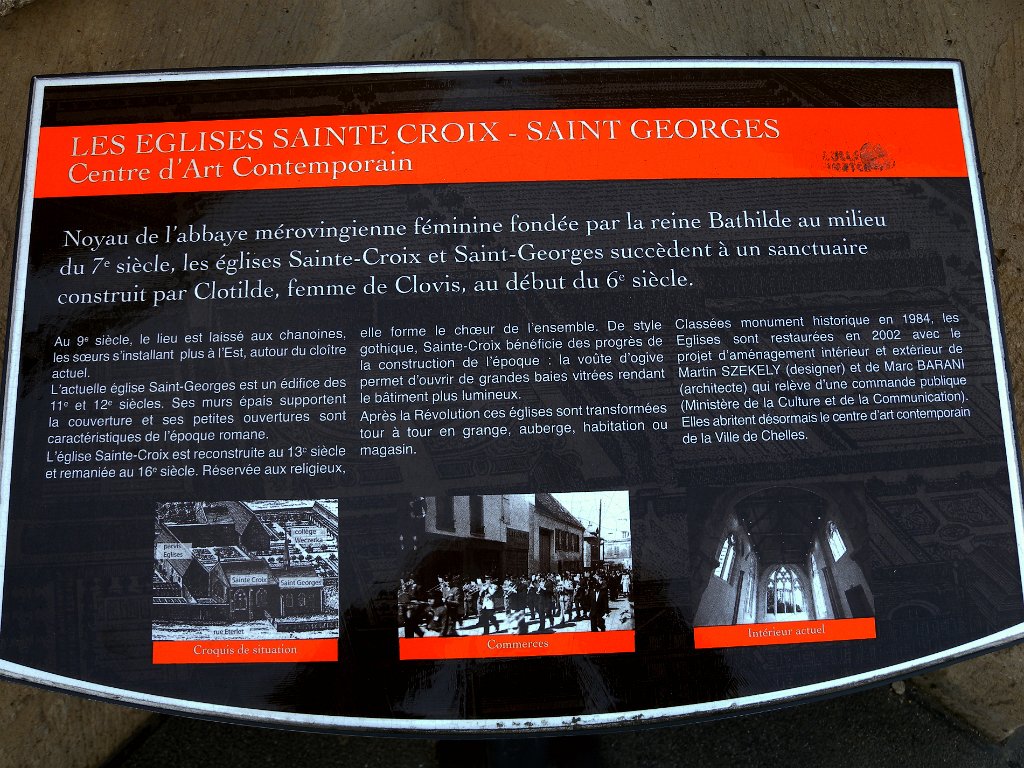 LES EGLISES SAINTE CROIX - SAINT GEORGES
Centre d'Art Contemporain
Noyau de l'abbaye mérovingienne féminine fondée par la reine Bathilde au milieu
du 7e siècle, les églises Sainte-Croix et Saint-Georges succèdent à un sanctuaire
construit par Clotilde, femme de Clovis, au début du 6e siècle.
Au 9e siècle, le lieu est laissé aux chanoines,
les sœurs s'installant plus à l'Est, autour du cloître
actuel.
L'actuelle église Saint-Georges est un édifice des
11e et 12e siècles. Ses murs épais supportent
la couverture et ses petites ouvertures sont
caractéristiques de l'époque romane.
L'église Sainte-Croix est reconstruite au 13e siècle
et remaniée au 16e siècle. Réservée aux religieux,
elle forme le chœur de l'ensemble. De style
gothique, Sainte-Croix bénéficie des progrès de
la construction de l'époque : la voûte d'ogive
permet d'ouvrir de grandes baies vitrées rendant
le bâtiment plus lumineux.
Après la Révolution ces églises sont transformées
tour à tour en grange, auberge, habitation ou
magasin.
Classées monument historique en 1984, les
Eglises sont restaurées en 2002 avec le
projet d'aménagement intérieur et extérieur de
Martin SZEKELY (designer) et de Marc BARANI
(architecte) qui relève d'une commande publique
(Ministère de la Culture et de la Communication).
Elles abritent désormais le centre d'art contemporain
de la Ville de Chelles.
parvis
Eglises
collège
Weczerka
Sainte Croix
Saint Georges
rue Eterlet
Croquis de situation
Commerces
Intérieur actuel